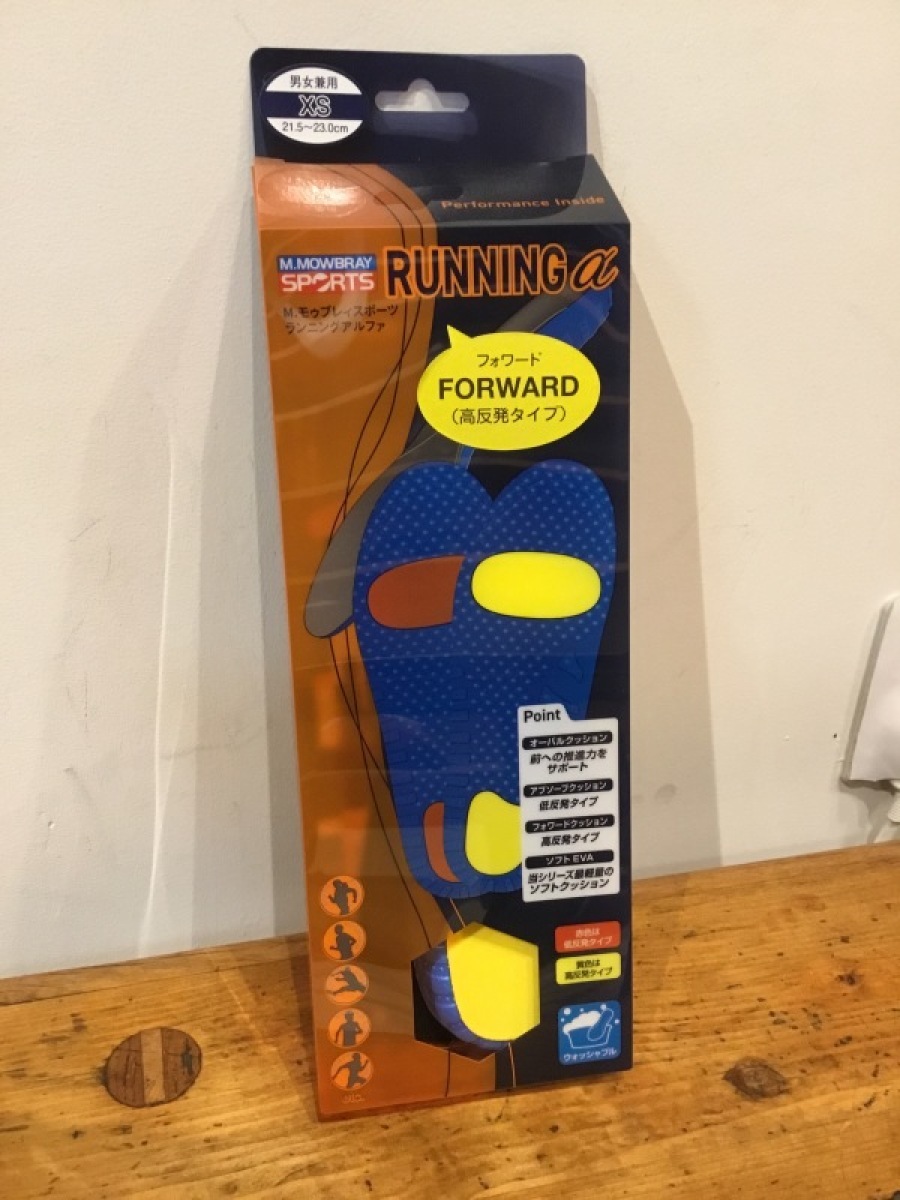 男女兼用
XS
21.5～23.0cm
Performance Inside
M.MOWBRAY
SPORTS
RUNNING α
M.モゥブレィスポーツ
ランニングアルファ
フォワード
FORWARD
（高反発タイプ）
Point
オーバルクッション
前への推進力を
サポート
アブソーブクッション
低反発タイプ
フォワードクッション
高反発タイプ
ソフトEVA
当シリーズ最軽量の
ソフトクッション
赤色は
低反発タイプ
黄色は
高反発タイプ
ウォッシャブル